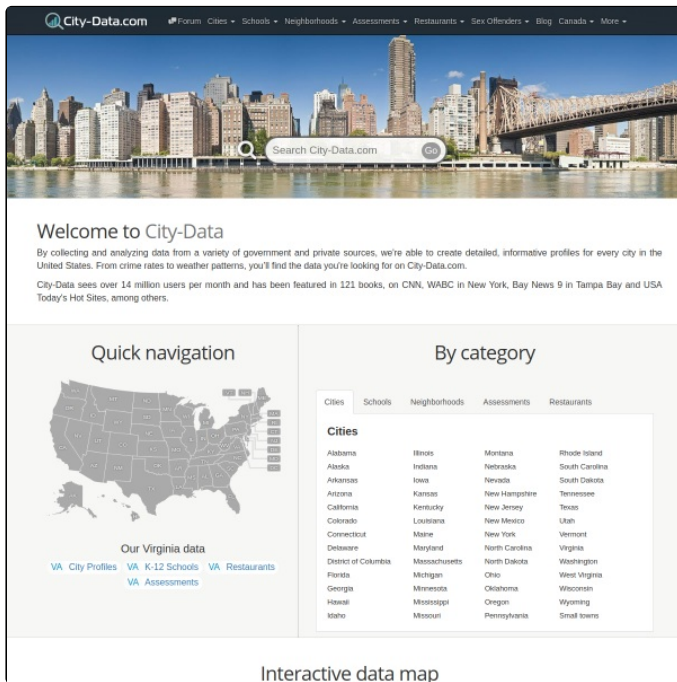 City-Data.com
Forum Cities Schools Neighborhoods Assessments Restaurants Sex Offenders Blog Canada More
Search City-Data.com Go
Welcome to City-Data
By collecting and analyzing data from a variety of government and private sources, we're able to create detailed, informative profiles for every city in the
United States. From crime rates to weather patterns, you'll find the data you're looking for on City-Data.com.
City-Data sees over 14 million users per month and has been featured in 121 books, on CNN, WABC in New York, Bay News 9 in Tampa Bay and USA
Today's Hot Sites, among others.
Quick navigation
Our Virginia data
VA City Profiles VA K-12 Schools VA Restaurants
VA Assessments
By category
Cities Schools Neighborhoods Assessments Restaurants
Cities
Alabama Illinois Montana Rhode Island
Alaska Indiana Nebraska South Carolina
Arkansas Iowa Nevada South Dakota
Arizona Kansas New Hampshire Tennessee
California Kentucky New Jersey Texas
Colorado Louisiana New Mexico Utah
Connecticut Maine New York Vermont
Delaware Maryland North Carolina Virginia
District of Columbia Massachusetts North Dakota Washington
Florida Michigan Ohio West Virginia
Georgia Minnesota Oklahoma Wisconsin
Hawaii Mississippi Oregon Wyoming
Idaho Missouri Pennsylvania Small towns
Interactive data map